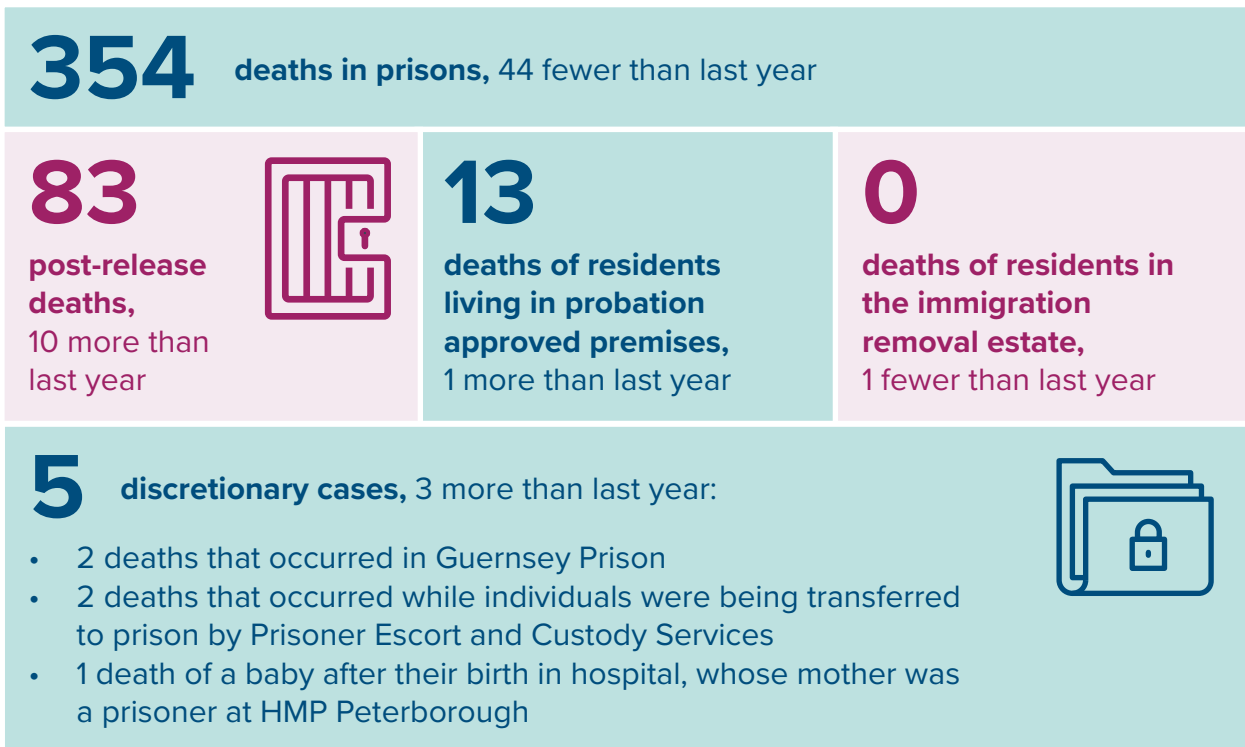 354 deaths in prisons, 44 fewer than last year
83
post-release
deaths,
10 more than
last year
13
deaths of residents
living in probation
approved premises,
1 more than last year
0
deaths of residents in
the immigration
removal estate,
1 fewer than last year
5 discretionary cases, 3 more than last year:
• 2 deaths that occurred in Guernsey Prison
• 2 deaths that occurred while individuals were being transferred
to prison by Prisoner Escort and Custody Services
• 1 death of a baby after their birth in hospital, whose mother was
a prisoner at HMP Peterborough